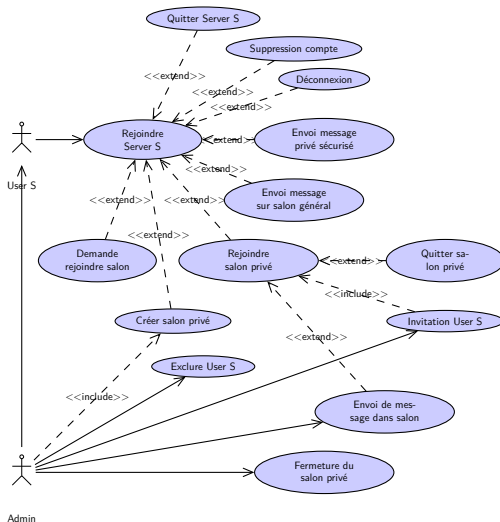 Quitter Server S
Suppression compte
<<extend>>
<<extend>>
Déconnexion
<<extend>>
Rejoindre
Server S
<<extend>>
Envoi message
privé sécurisé
User S
<<extend>>
Envoi message
sur salon général
<<extend>>
<<extend>>
<<extend>>
Demande
rejoindre salon
Rejoindre
salon privé
<<extend>>
Quitter sa-
lon privé
<<include>>
Créer salon privé
Invitation User S
<<extend>>
Exclure User S
<<include>>
Envoi de mes-
sage dans salon
Fermeture du
salon privé
Admin